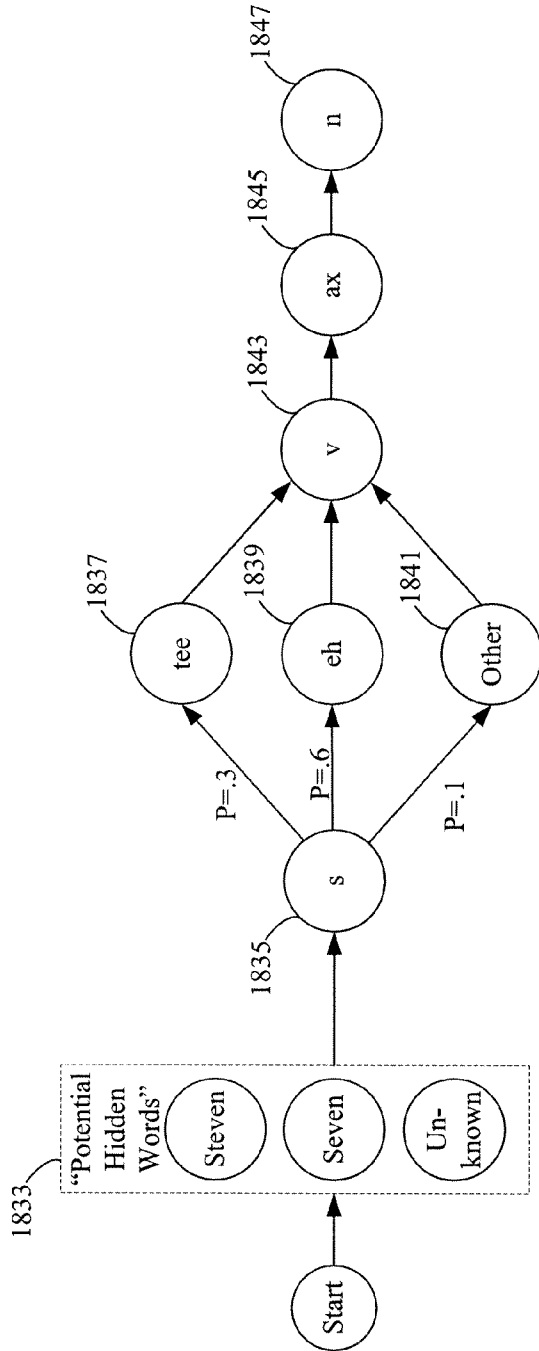 1833
“Potential
Hidden
Words”
Start
Steven
Seven
Un-
known
1835
s
P=.3
P=.6
P=.1
1837
tee
1839
eh
1841
Other
1843
v
1845
ax
1847
n